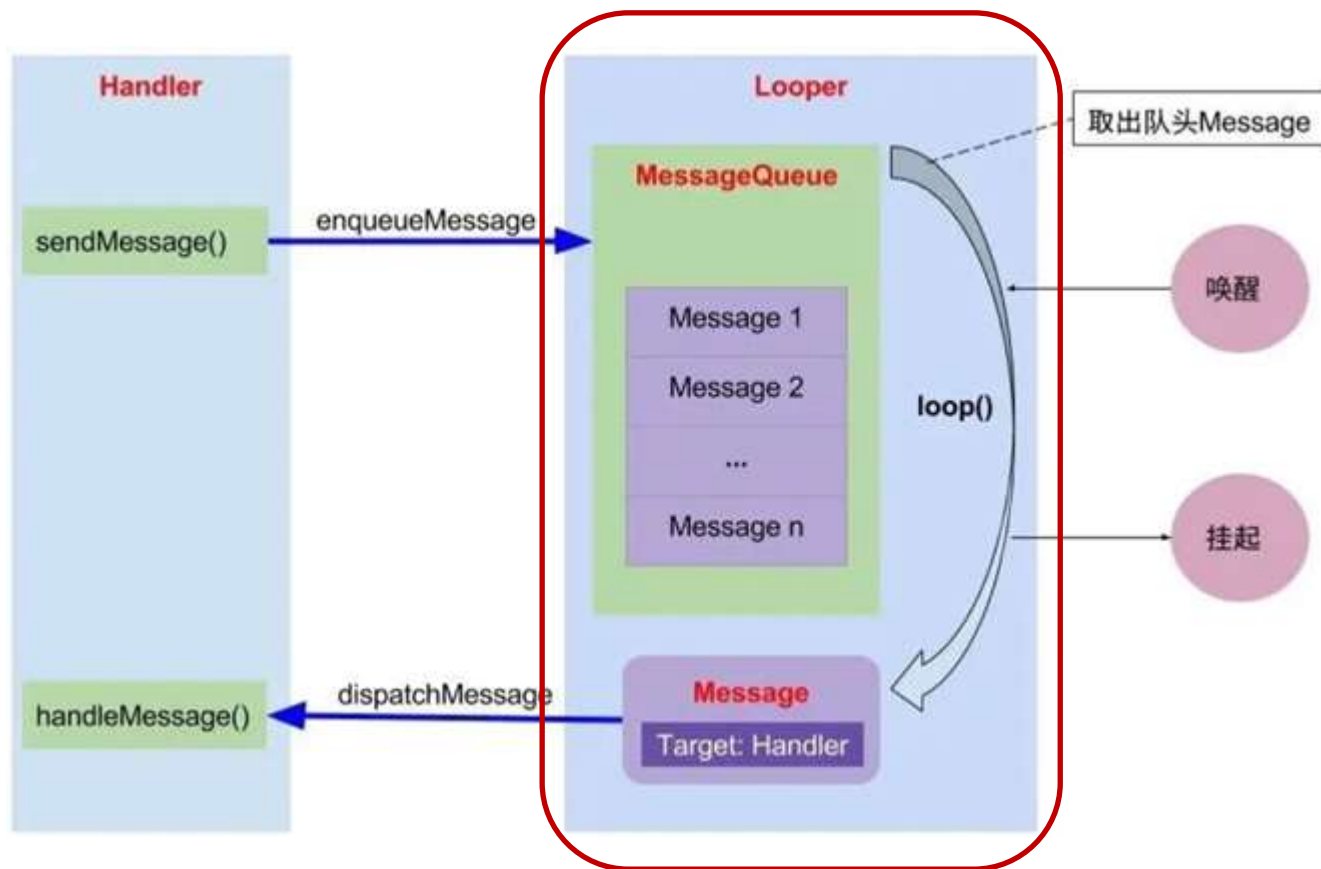 Handler
Looper
取出队头Message
MessageQueue
enqueueMessage
sendMessage()
唤醒
Message 1
Message 2
loop()
...
Message n
挂起
dispatchMessage
Message
handleMessage()
Target: Handler